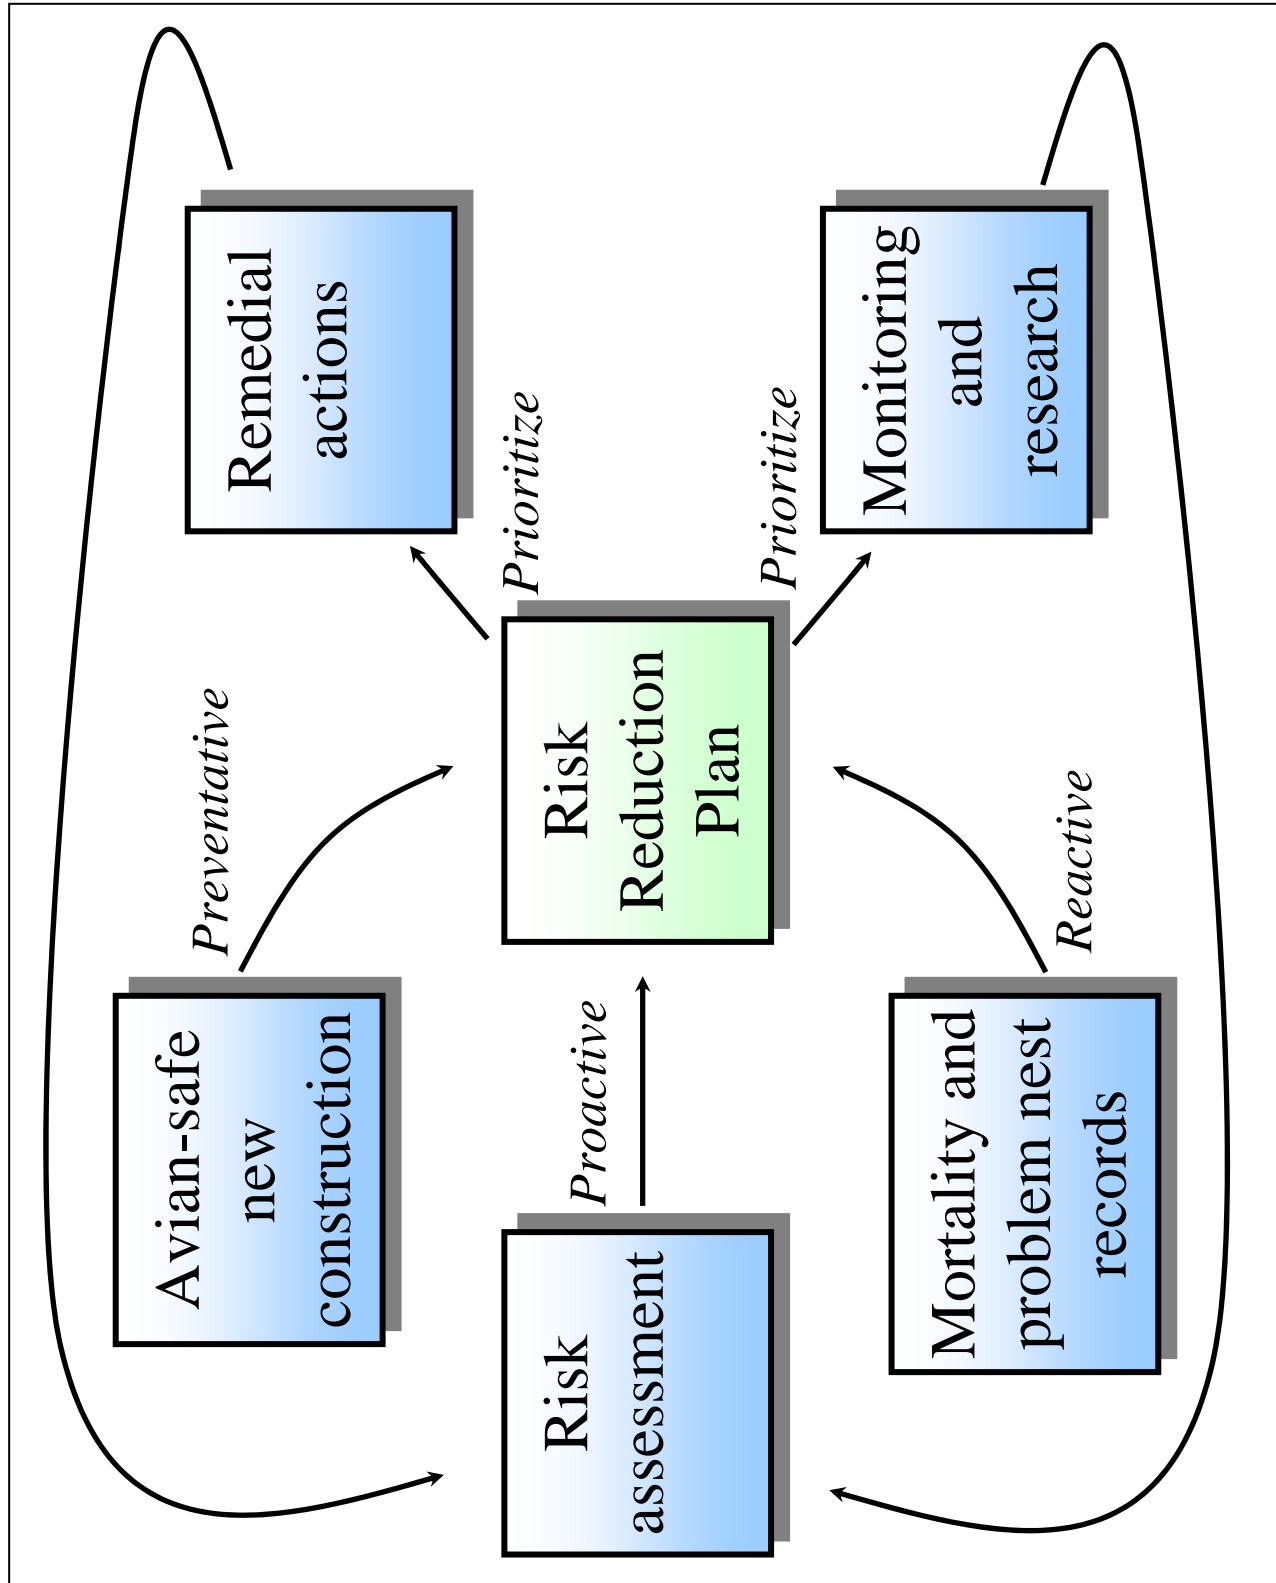 Avian-safe
new
construction
Preventative
Remedial
actions
Risk
assessment
Proactive
Risk
Reduction
Plan
Prioritize
Prioritize
Mortality and
problem nest
records
Reactive
Monitoring
and
research